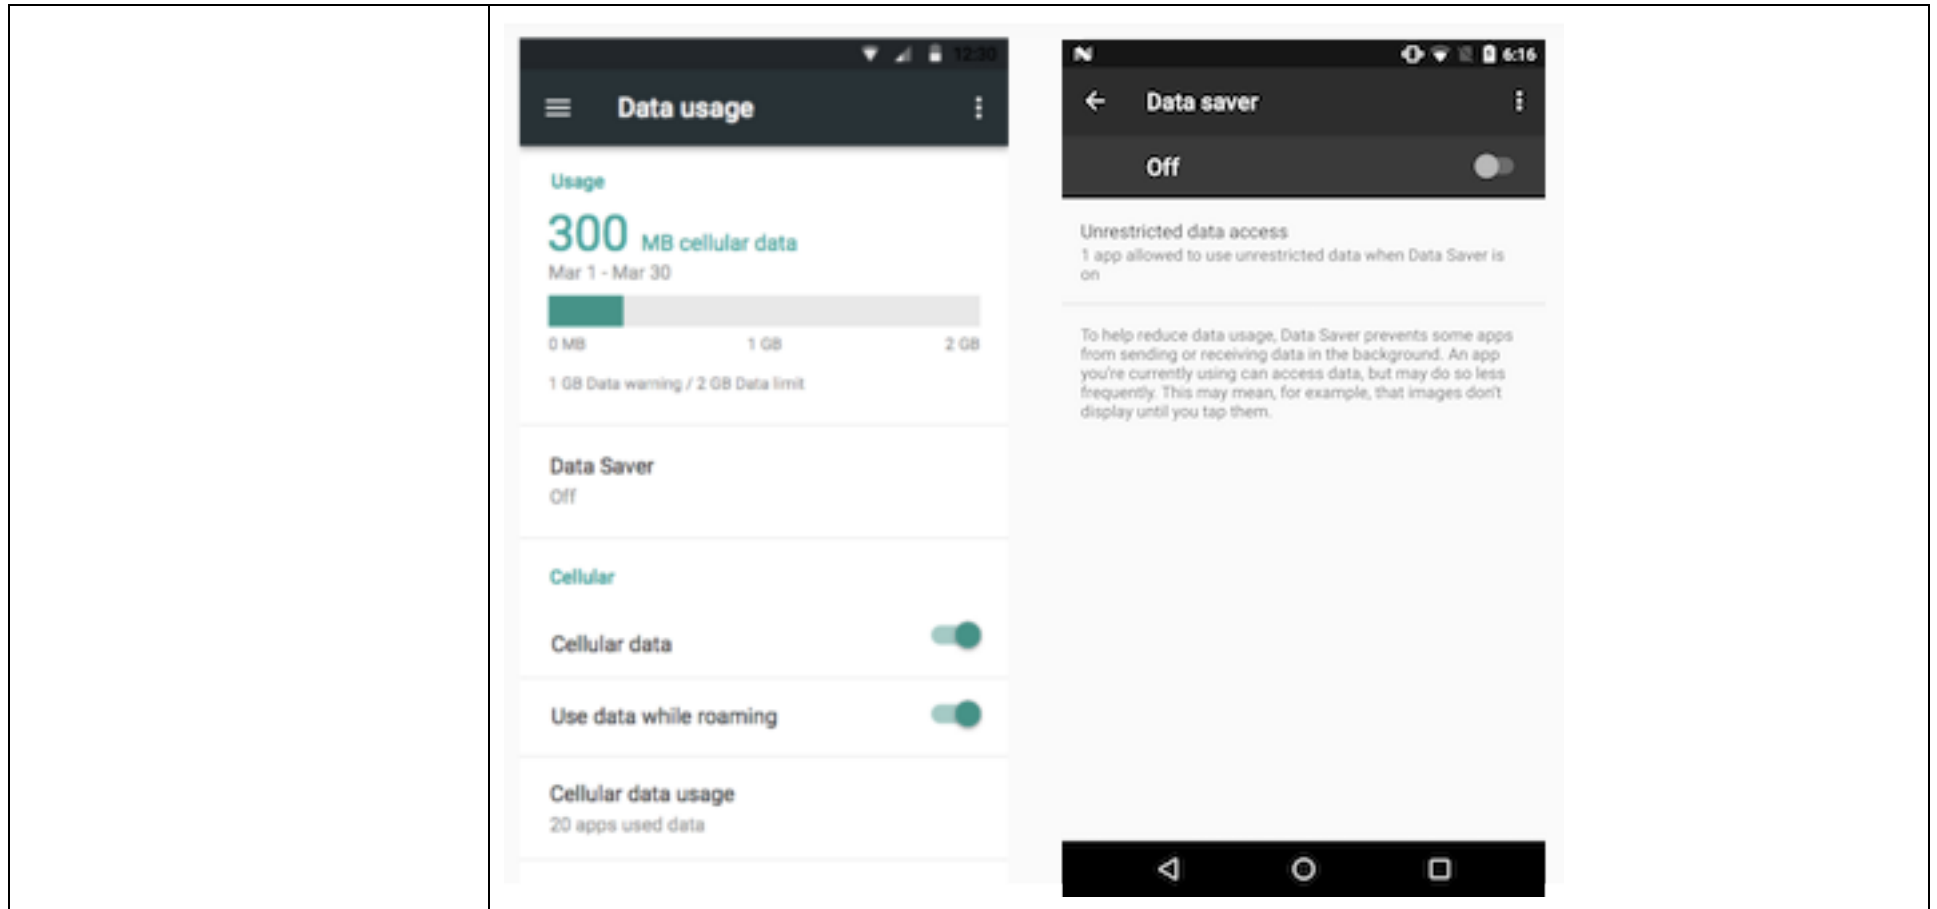 12:30
Data usage
Usage
300 MB cellular data
Mar 1 - Mar 30
0 MB 1 GB 2 GB
1 GB Data warning / 2 GB Data limit
Data Saver
Off
Cellular
Cellular data
Use data while roaming
Cellular data usage
20 apps used data
6:16
Data saver
Off
Unrestricted data access
1 app allowed to use unrestricted data when Data Saver is
on
To help reduce data usage, Data Saver prevents some apps
from sending or receiving data in the background. An app
you're currently using can access data, but may do so less
frequently. This may mean, for example, that images don't
display until you tap them.